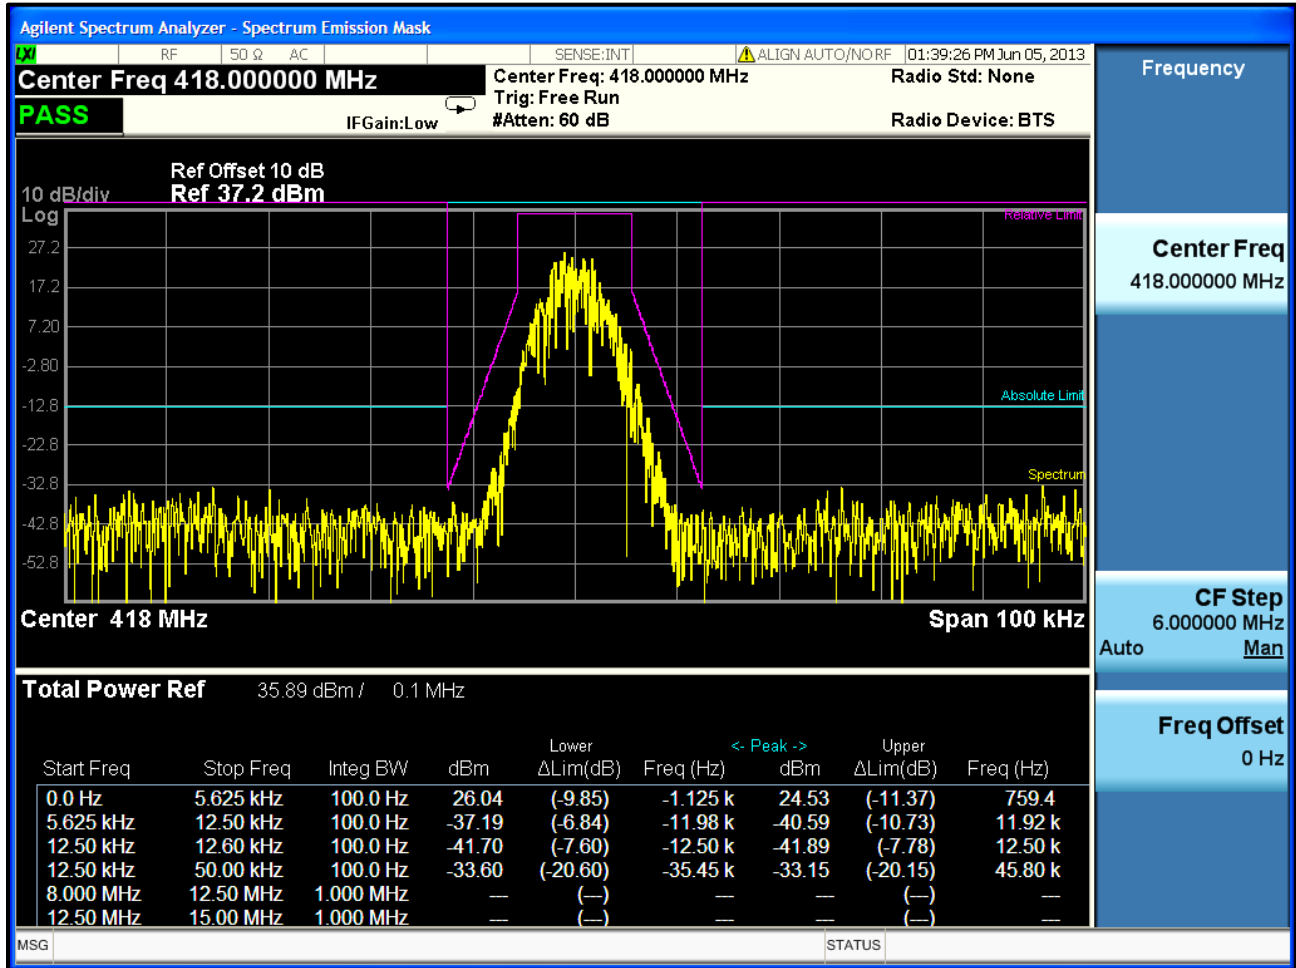 Agilent Spectrum Analyzer - Spectrum Emission Mask
LXI RF 50 Ω AC SENSE:INT ALIGN AUTO/NO RF 01:39:26 PM Jun 05, 2013
Center Freq 418.000000 MHz
Center Freq: 418.000000 MHz Radio Std: None
Trig: Free Run
PASS
IFGain:Low #Atten: 60 dB Radio Device: BTS
Ref Offset 10 dB
10 dB/div Ref 37.2 dBm
Log
Relative Limit
27.2
17.2
7.20
-2.80
Absolute Limit
-12.8
-22.8
Spectrum
-32.8
-42.8
-52.8
Center 418 MHz Span 100 kHz
Total Power Ref 35.89 dBm / 0.1 MHz
Lower <- Peak -> Upper
Start Freq Stop Freq Integ BW dBm ΔLim(dB) Freq (Hz) dBm ΔLim(dB) Freq (Hz)
0.0 Hz 5.625 kHz 100.0 Hz 26.04 (-9.85) -1.125 k 24.53 (-11.37) 759.4
5.625 kHz 12.50 kHz 100.0 Hz -37.19 (-6.84) -11.98 k -40.59 (-10.73) 11.92 k
12.50 kHz 12.60 kHz 100.0 Hz -41.70 (-7.60) -12.50 k -41.89 (-7.78) 12.50 k
12.50 kHz 50.00 kHz 100.0 Hz -33.60 (-20.60) -35.45 k -33.15 (-20.15) 45.80 k
8.000 MHz 12.50 MHz 1.000 MHz --- (---) --- --- (---) ---
12.50 MHz 15.00 MHz 1.000 MHz --- (---) --- --- (---) ---
MSG STATUS
Frequency
Center Freq
418.000000 MHz
CF Step
6.000000 MHz
Auto Man
Freq Offset
0 Hz